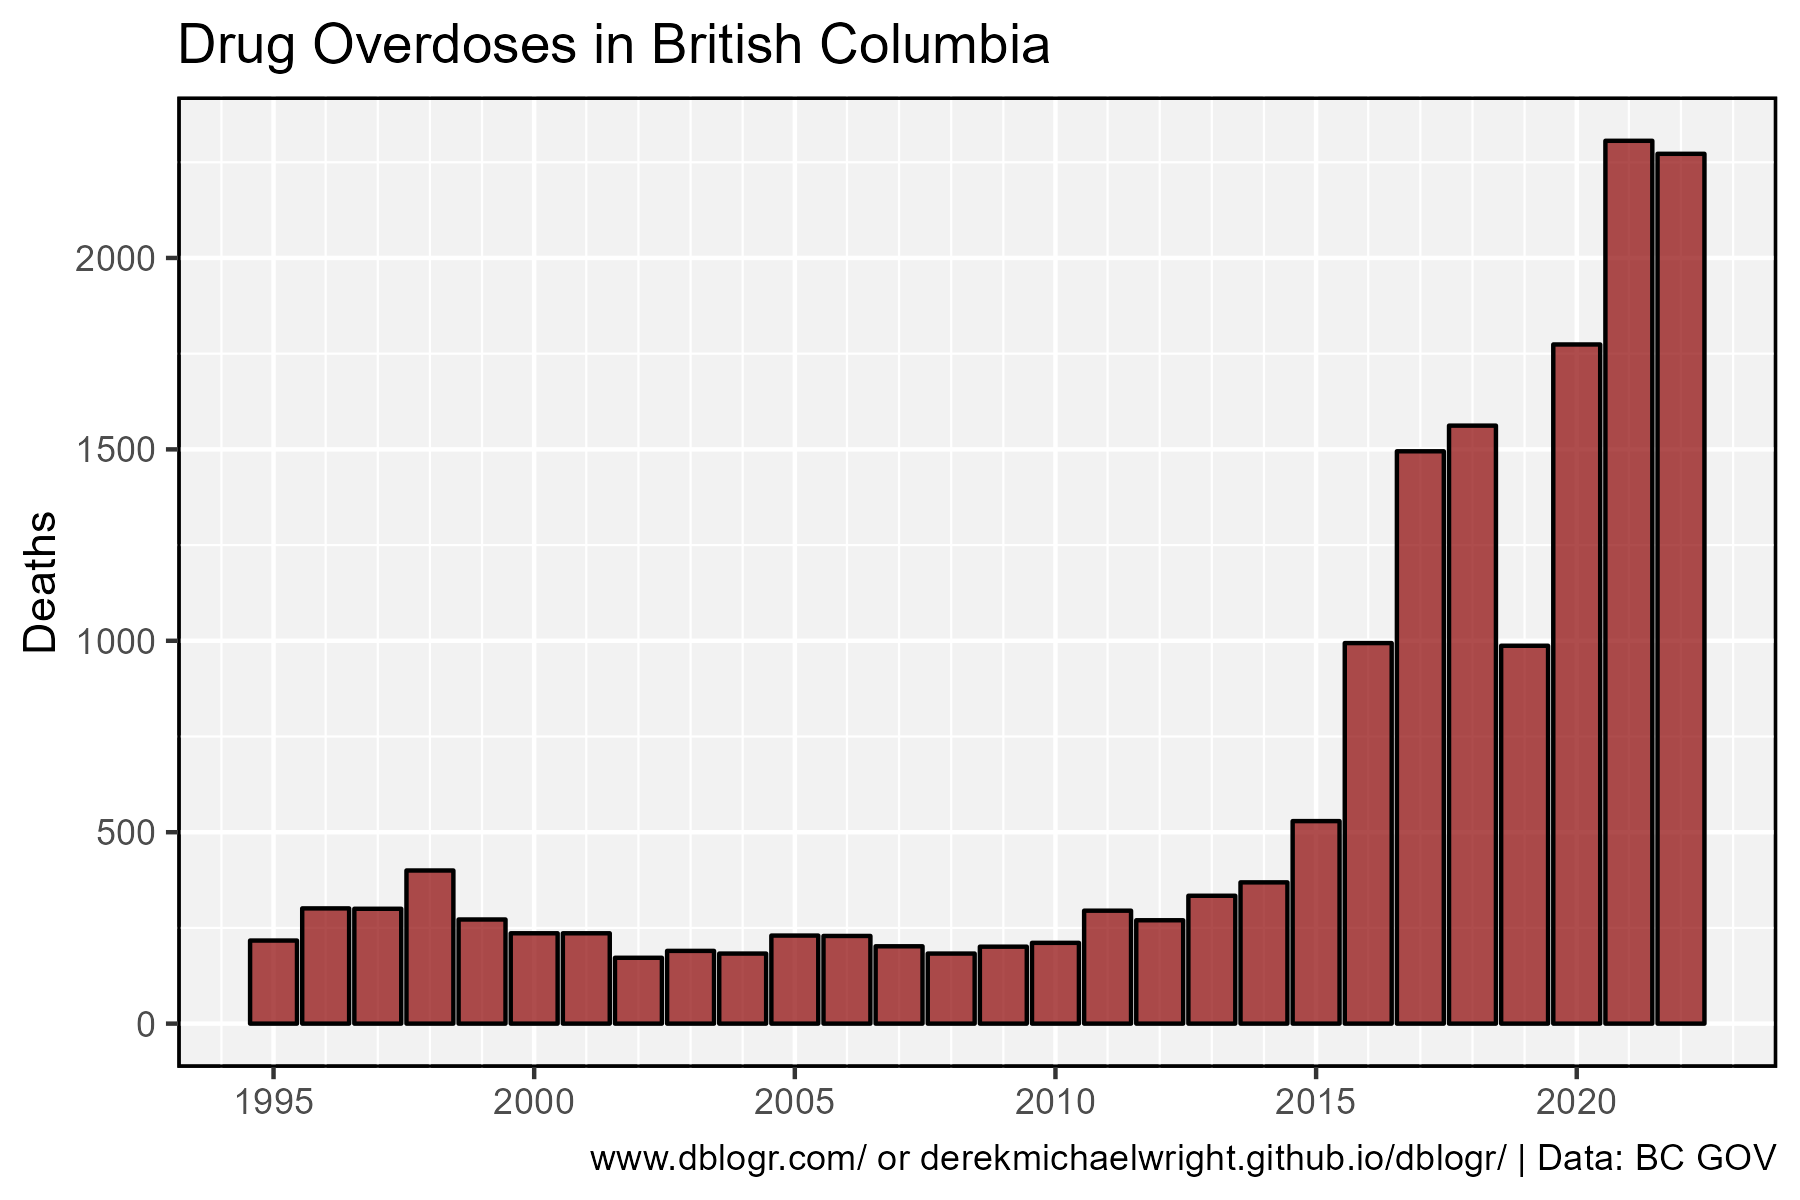 Drug Overdoses in British Columbia
Deaths
2000
1500
1000
500
0
1995 2000 2005 2010 2015 2020
www.dblogr.com/ or derekmichaelwright.github.io/dblogr/ | Data: BC GOV